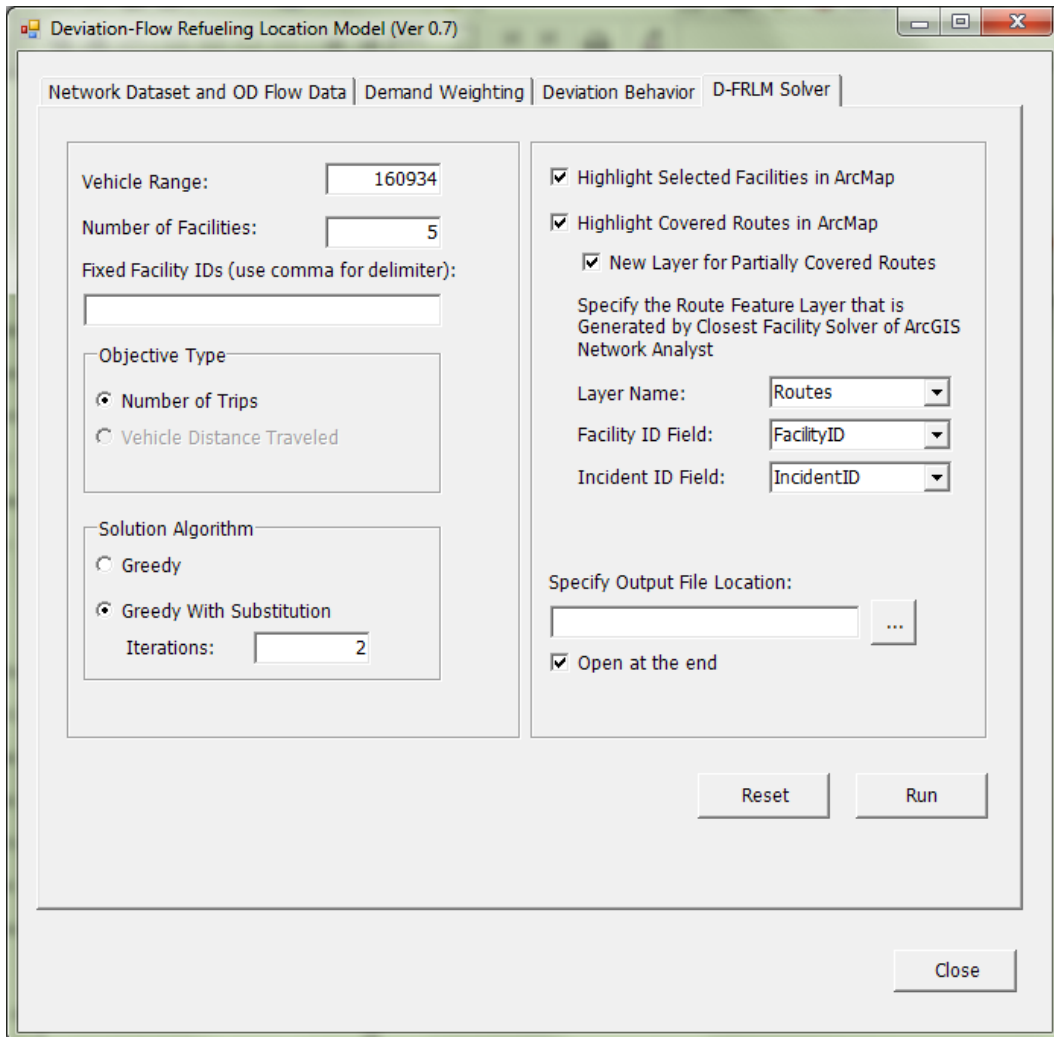 Deviation-Flow Refueling Location Model (Ver 0.7)
Network Dataset and OD Flow Data
Demand Weighting
Deviation Behavior
D-FRLM Solver
Vehicle Range:
160934
Number of Facilities:
5
Fixed Facility IDs (use comma for delimiter):
Objective Type
Number of Trips
Vehicle Distance Traveled
Solution Algorithm
Greedy
Greedy With Substitution
Iterations:
2
Highlight Selected Facilities in ArcMap
Highlight Covered Routes in ArcMap
New Layer for Partially Covered Routes
Specify the Route Feature Layer that is
Generated by Closest Facility Solver of ArcGIS
Network Analyst
Layer Name:
Routes
Facility ID Field:
FacilityID
Incident ID Field:
IncidentID
Specify Output File Location:
...
Open at the end
Reset
Run
Close